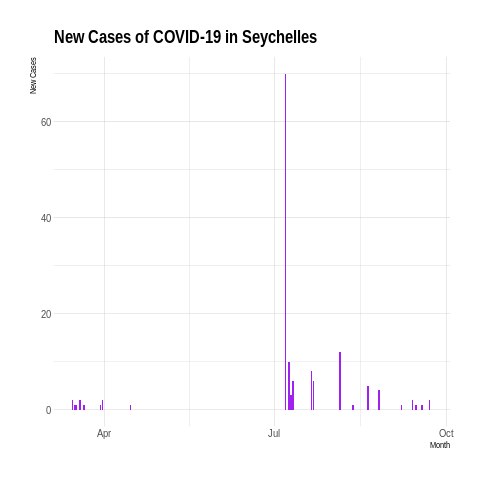 New Cases of COVID-19 in Seychelles
New Cases
60
40
20
0
Apr
Jul
Oct
Month